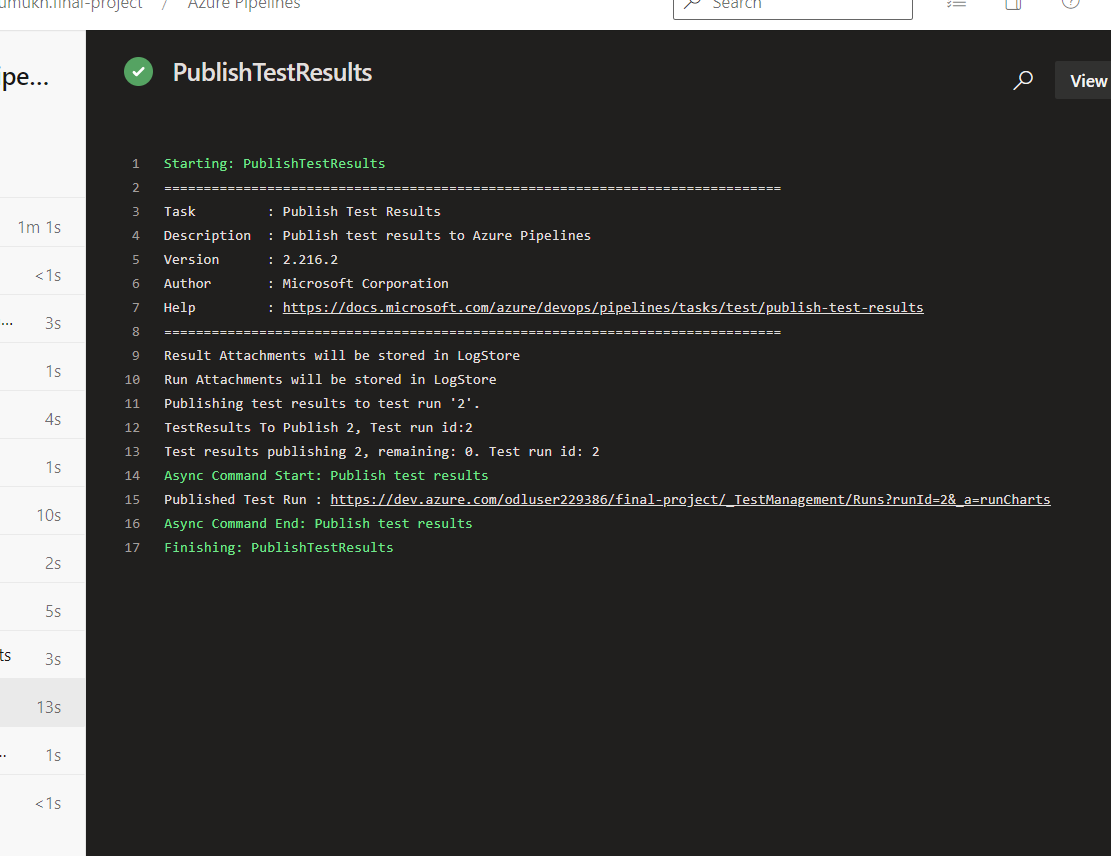 umukh.final-project / Azure Pipelines
Search
ipe...
PublishTestResults
View
1 Starting: PublishTestResults
2 ==============================================================================
3 Task : Publish Test Results
4 Description : Publish test results to Azure Pipelines
5 Version : 2.216.2
6 Author : Microsoft Corporation
7 Help : https://docs.microsoft.com/azure/devops/pipelines/tasks/test/publish-test-results
8 ==============================================================================
9 Result Attachments will be stored in LogStore
10 Run Attachments will be stored in LogStore
11 Publishing test results to test run '2'.
12 TestResults To Publish 2, Test run id:2
13 Test results publishing 2, remaining: 0. Test run id: 2
14 Async Command Start: Publish test results
15 Published Test Run : https://dev.azure.com/odluser229386/final-project/_TestManagement/Runs?runId=2&_a=runCharts
16 Async Command End: Publish test results
17 Finishing: PublishTestResults
1m 1s
<1s
... 3s
1s
4s
1s
10s
2s
5s
ts 3s
13s
.. 1s
<1s